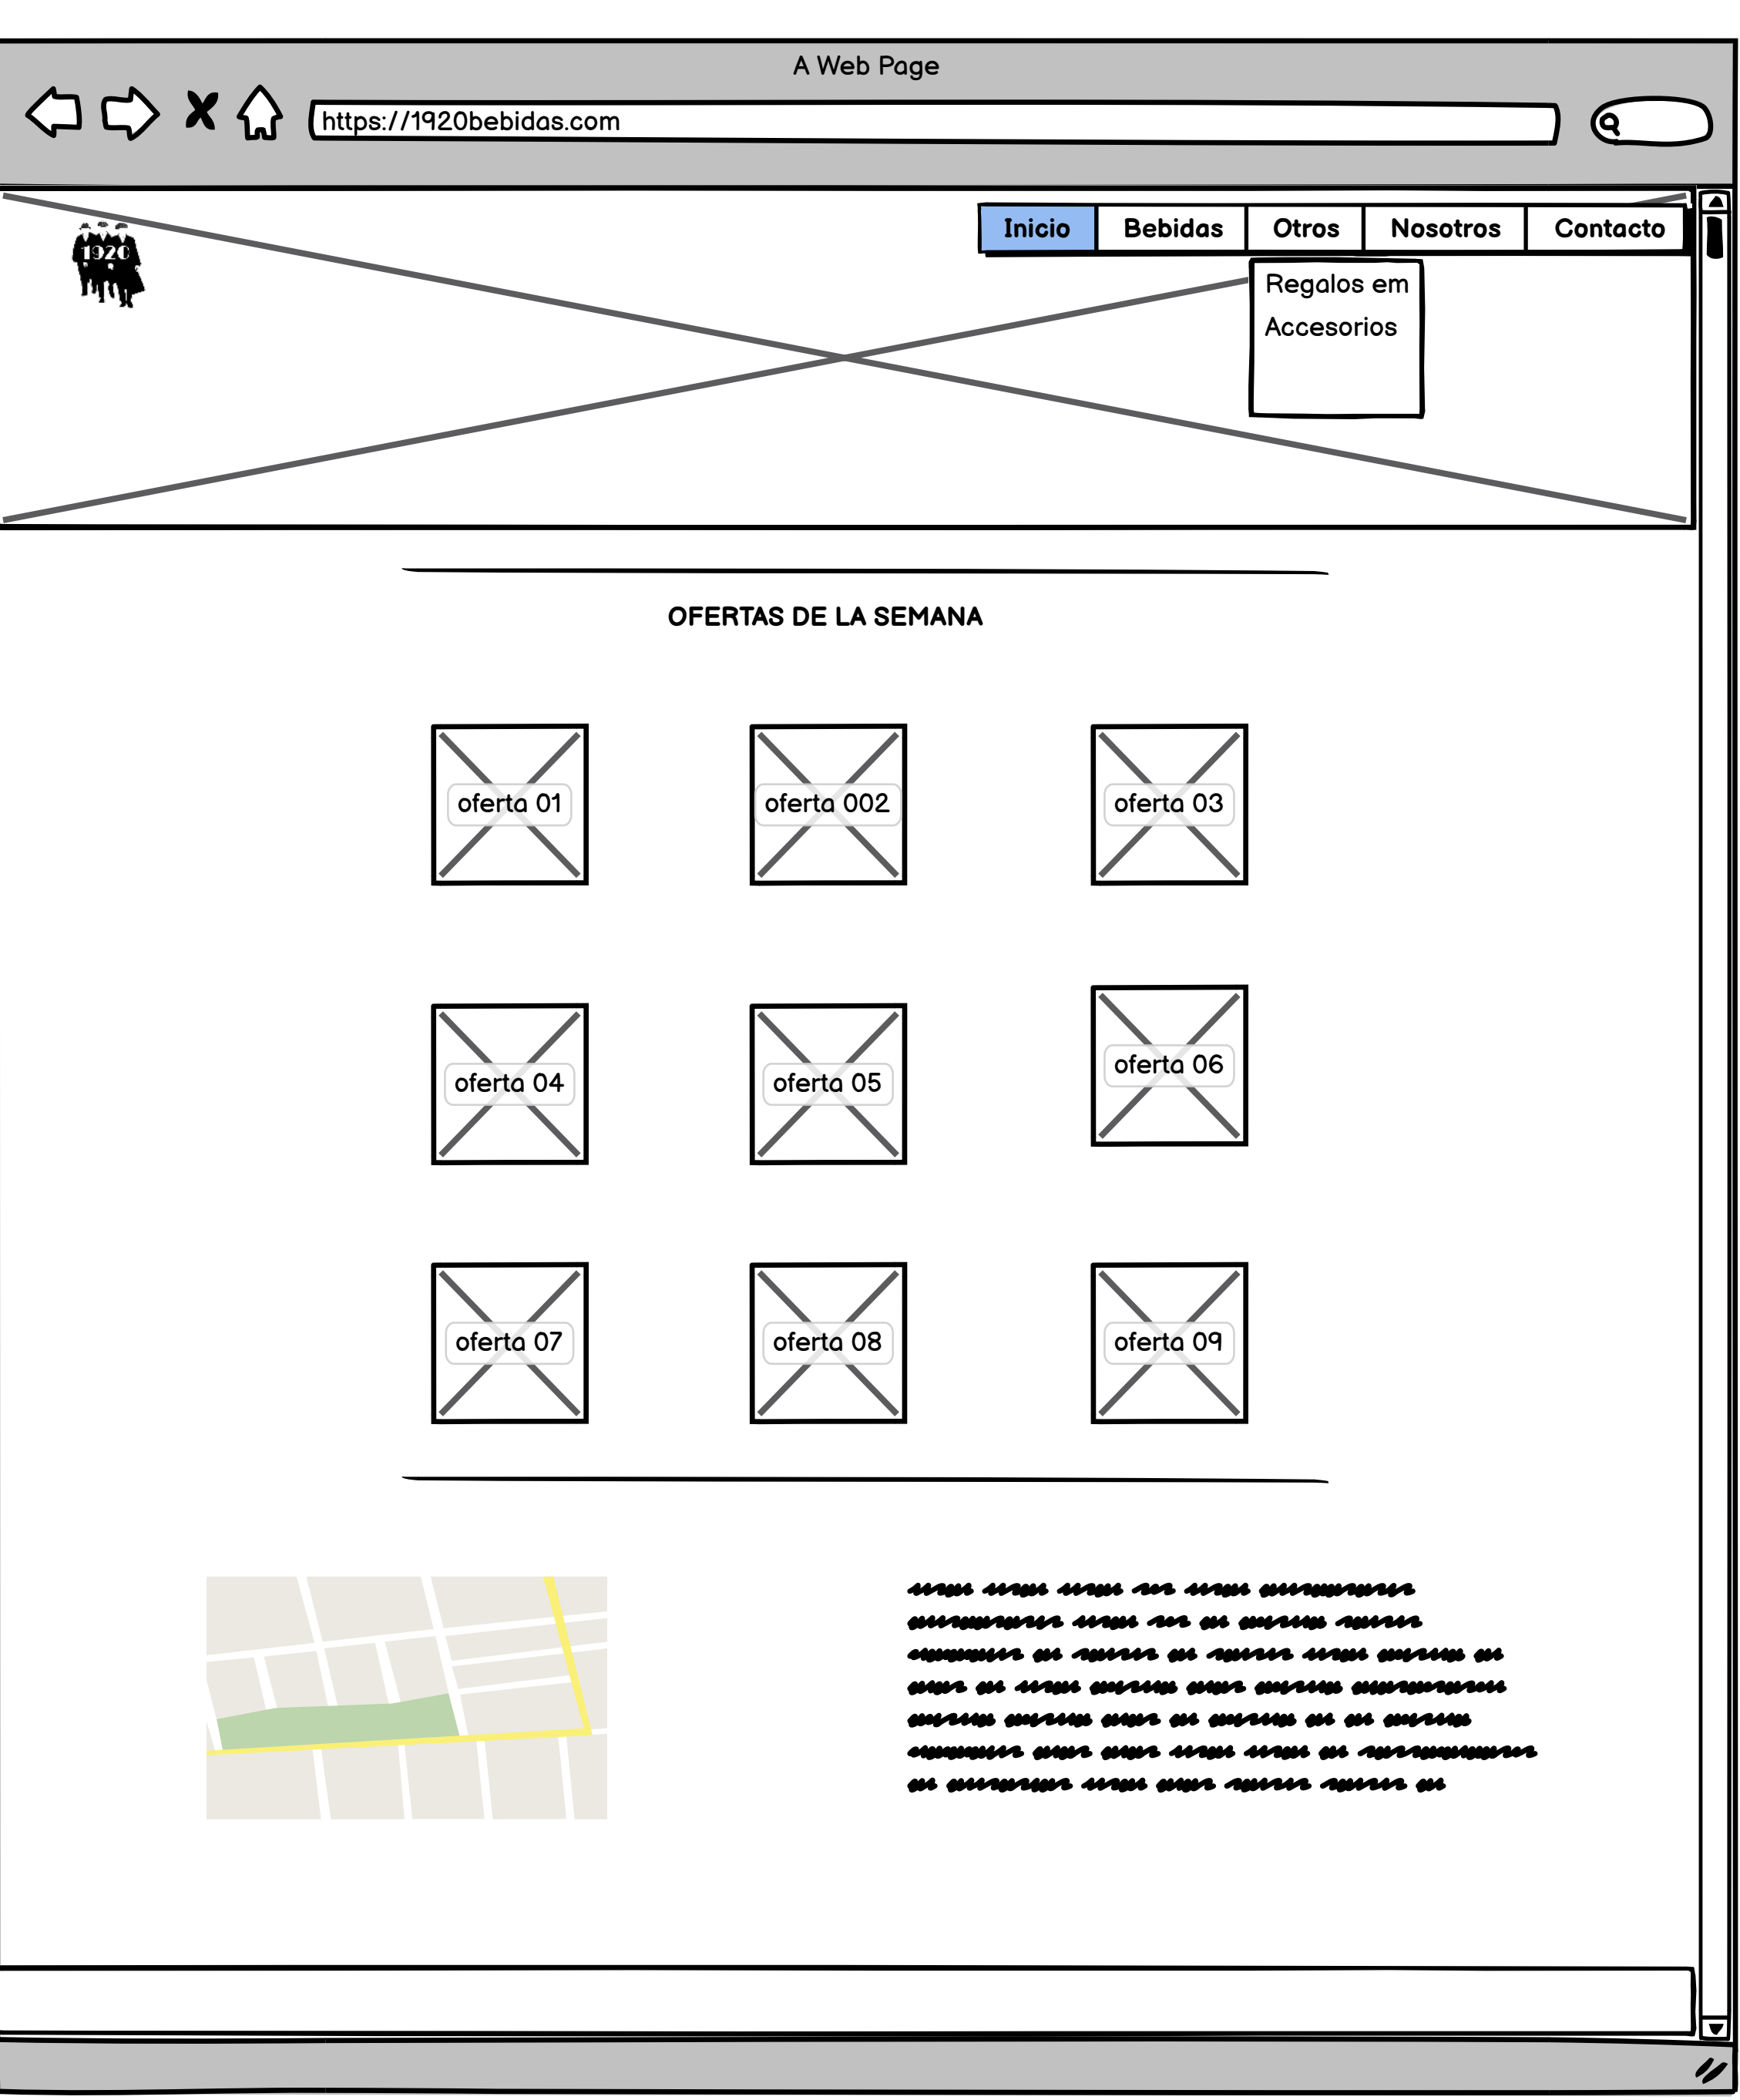 A Web Page
https://1920bebidas.com
1920
Inicio Bebidas Otros Nosotros Contacto
Regalos em
Accesorios
OFERTAS DE LA SEMANA
oferta 01 oferta 002 oferta 03
oferta 04 oferta 05 oferta 06
oferta 07 oferta 08 oferta 09